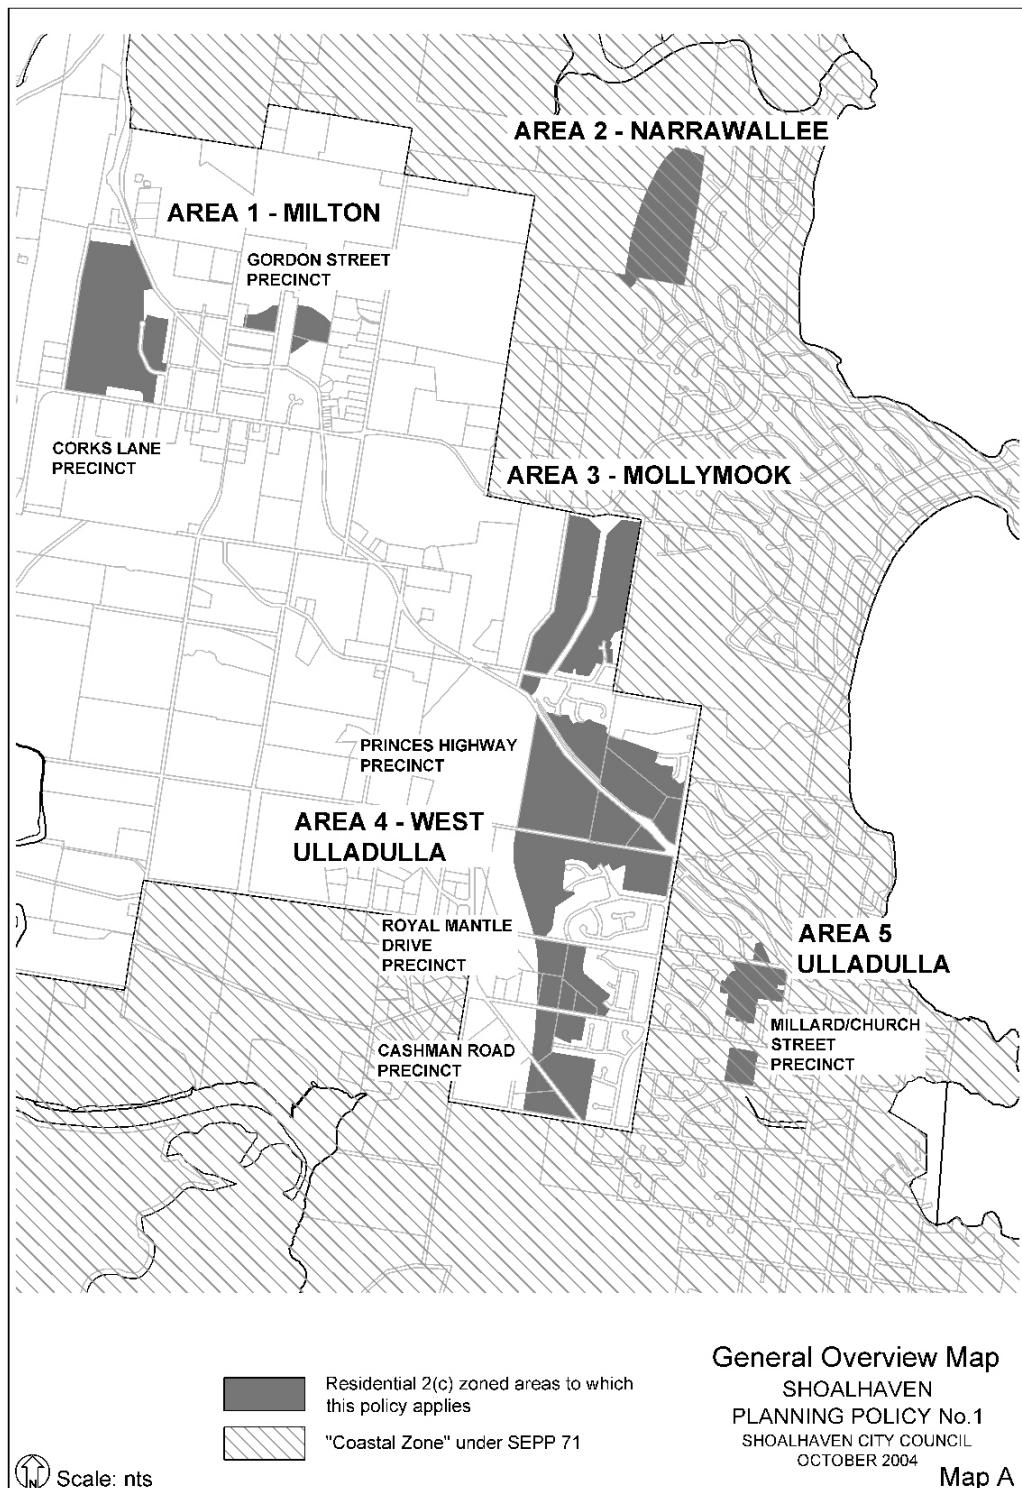 AREA 2 - NARRAWALLEE
AREA 1 - MILTON
GORDON STREET
PRECINCT
CORKS LANE
PRECINCT
AREA 3 - MOLLYMOOK
PRINCES HIGHWAY
PRECINCT
AREA 4 - WEST
ULLADULLA
ROYAL MANTLE
DRIVE
PRECINCT
AREA 5
ULLADULLA
MILLARD/CHURCH
STREET
PRECINCT
CASHMAN ROAD
PRECINCT
Residential 2(c) zoned areas to which
this policy applies
"Coastal Zone" under SEPP 71
General Overview Map
SHOALHAVEN
PLANNING POLICY No.1
SHOALHAVEN CITY COUNCIL
OCTOBER 2004
N
Scale: nts
Map A